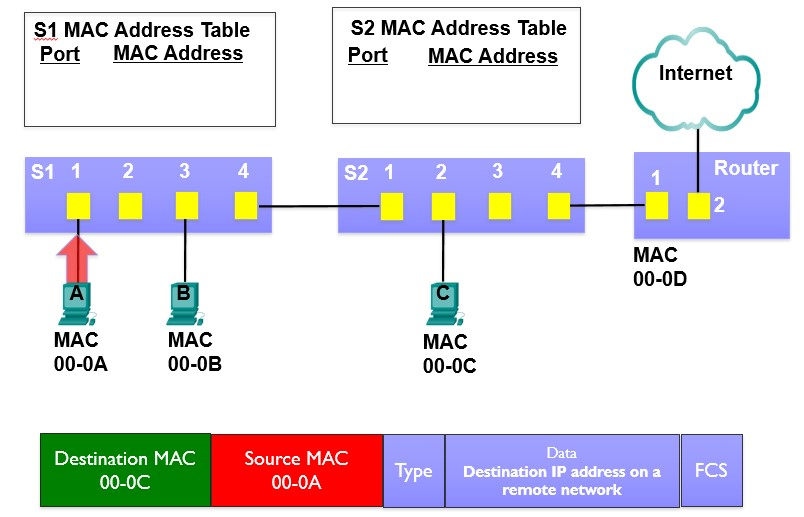 S1 MAC Address Table
Port MAC Address
S2 MAC Address Table
Port MAC Address
Internet
S1 1 2 3 4
S2 1 2 3 4
Router
1
2
MAC
00-0D
A
B
C
MAC
00-0A
MAC
00-0B
MAC
00-0C
Destination MAC
00-0C
Source MAC
00-0A
Type
Data
Destination IP address on a
remote network
FCS